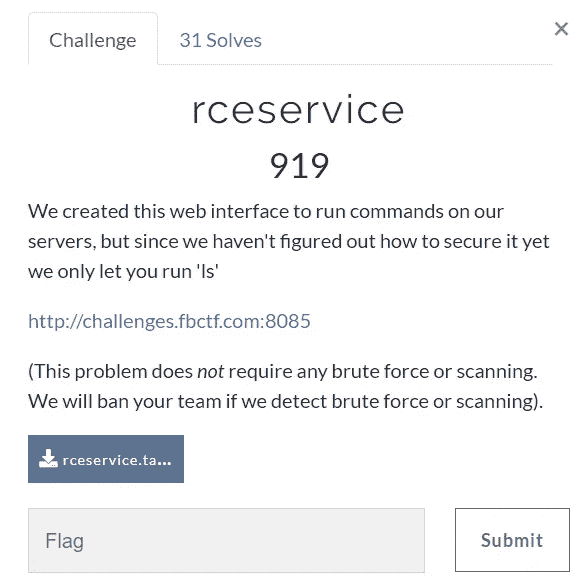 Challenge
31 Solves
×
rceservice
919
We created this web interface to run commands on our
servers, but since we haven't figured out how to secure it yet
we only let you run 'ls'
http://challenges.fbctf.com:8085
(This problem does not require any brute force or scanning.
We will ban your team if we detect brute force or scanning).
rceservice.ta...
Flag
Submit